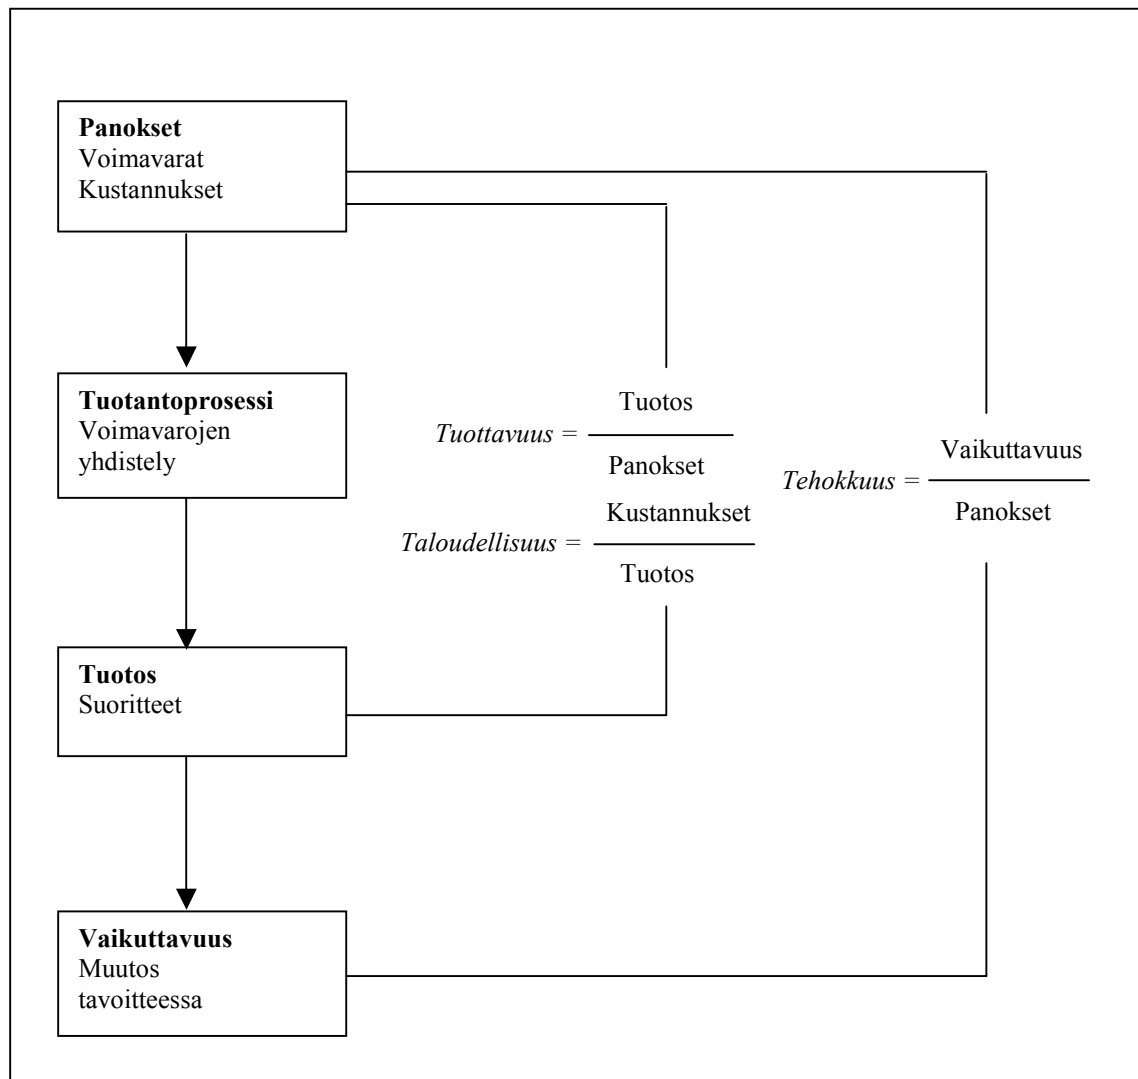 Panokset
Voimavarat
Kustannukset
Tuotantoprosessi
Voimavarojen
yhdistely
Tuotos
Tuottavuus =
Panokset
Kustannukset
Taloudellisuus =
Tuotos
Vaikuttavuus
Tehokkuus =
Panokset
Tuotos
Suoritteet
Vaikuttavuus
Muutos
tavoitteessa